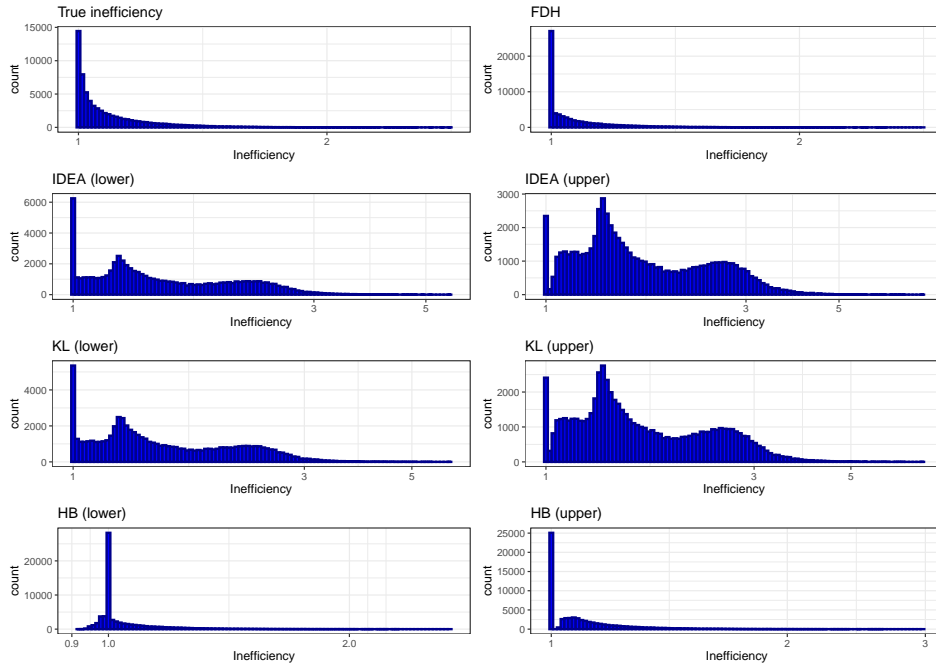 True inefficiency
count
15000
10000
5000
0
1
2
Inefficiency
FDH
count
20000
10000
0
1
2
Inefficiency
IDEA (lower)
count
6000
4000
2000
0
1
3
5
Inefficiency
IDEA (upper)
count
3000
2000
1000
0
1
3
5
Inefficiency
KL (lower)
count
4000
2000
0
1
3
5
Inefficiency
KL (upper)
count
2000
1000
0
1
3
5
Inefficiency
HB (lower)
count
20000
10000
0
0.9
1.0
2.0
Inefficiency
HB (upper)
count
25000
20000
15000
10000
5000
0
1
2
3
Inefficiency